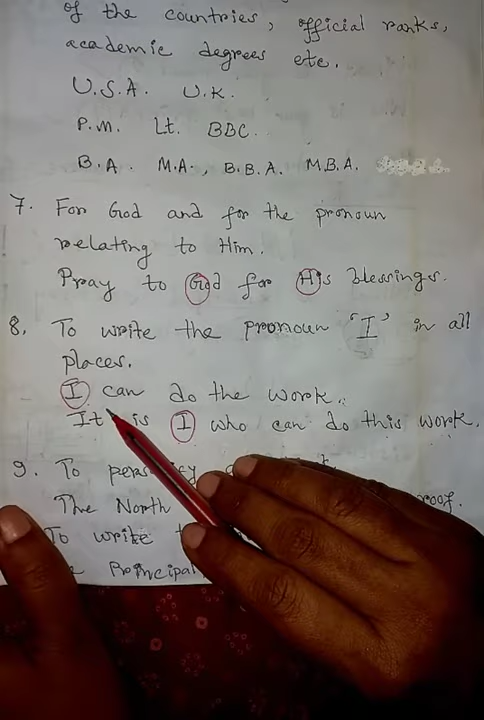 of the countries, official ranks,
academic degrees etc.
U.S.A. U.K.
P.M. Lt. BBC.
B.A. M.A., B.B.A. M.B.A.
7. For God and for the pronoun
relating to Him.
Pray to God for His blessings.
8. To write the pronoun 'I' in all
places.
I can do the work.
It is I who can do this work.
9. To
The North roof.
To write
Principal